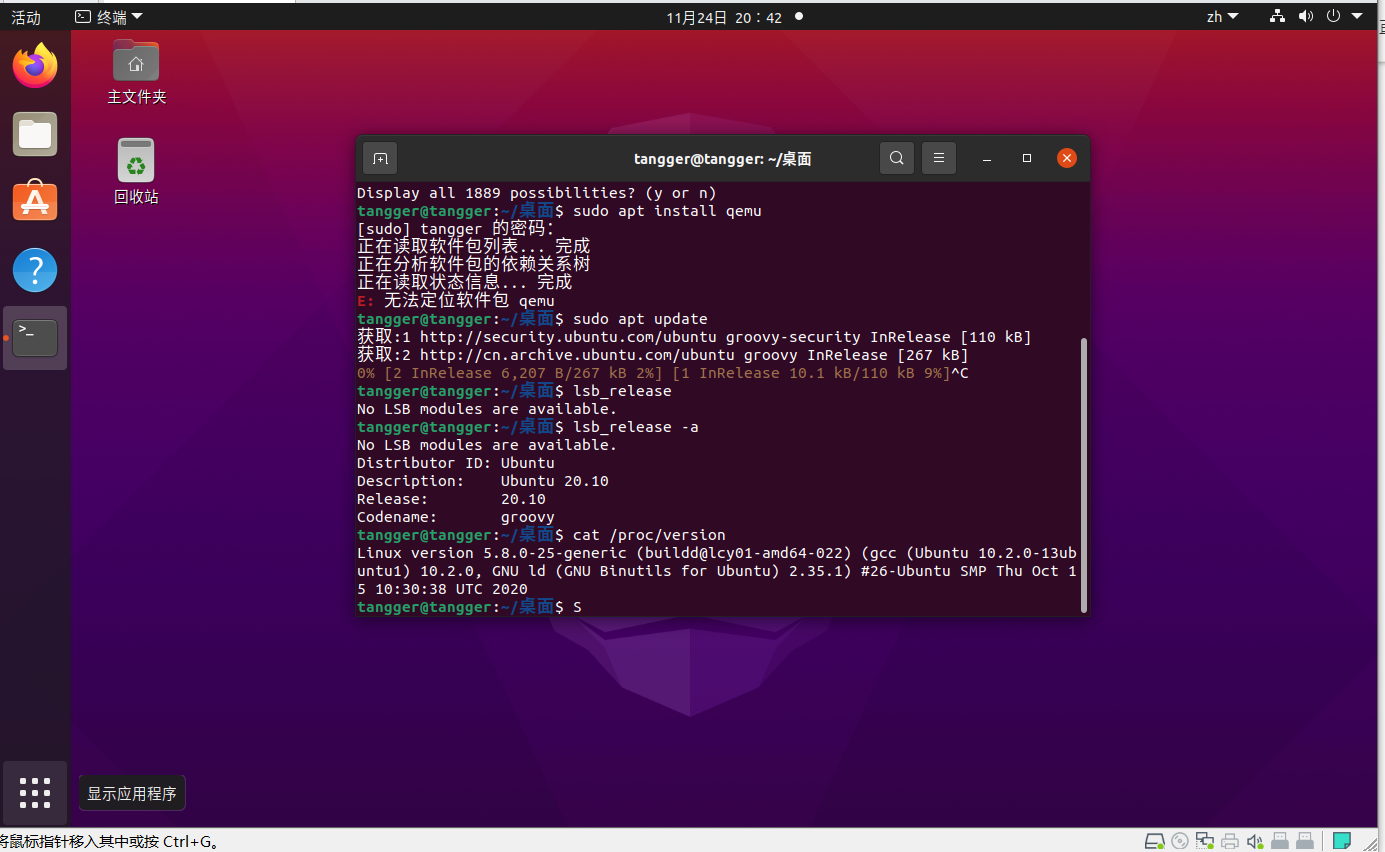 活动
终端
11月24日 20：42
zh
主文件夹
回收站
tangger@tangger: ~/桌面
Display all 1889 possibilities? (y or n)
tangger@tangger:~/桌面$ sudo apt install qemu
[sudo] tangger 的密码：
正在读取软件包列表... 完成
正在分析软件包的依赖关系树
正在读取状态信息... 完成
E: 无法定位软件包 qemu
tangger@tangger:~/桌面$ sudo apt update
获取:1 http://security.ubuntu.com/ubuntu groovy-security InRelease [110 kB]
获取:2 http://cn.archive.ubuntu.com/ubuntu groovy InRelease [267 kB]
0% [2 InRelease 6,207 B/267 kB 2%] [1 InRelease 10.1 kB/110 kB 9%]^C
tangger@tangger:~/桌面$ lsb_release
No LSB modules are available.
tangger@tangger:~/桌面$ lsb_release -a
No LSB modules are available.
Distributor ID: Ubuntu
Description:    Ubuntu 20.10
Release:        20.10
Codename:       groovy
tangger@tangger:~/桌面$ cat /proc/version
Linux version 5.8.0-25-generic (buildd@lcy01-amd64-022) (gcc (Ubuntu 10.2.0-13ub
untu1) 10.2.0, GNU ld (GNU Binutils for Ubuntu) 2.35.1) #26-Ubuntu SMP Thu Oct 1
5 10:30:38 UTC 2020
tangger@tangger:~/桌面$ S
显示应用程序
将鼠标指针移入其中或按 Ctrl+G。